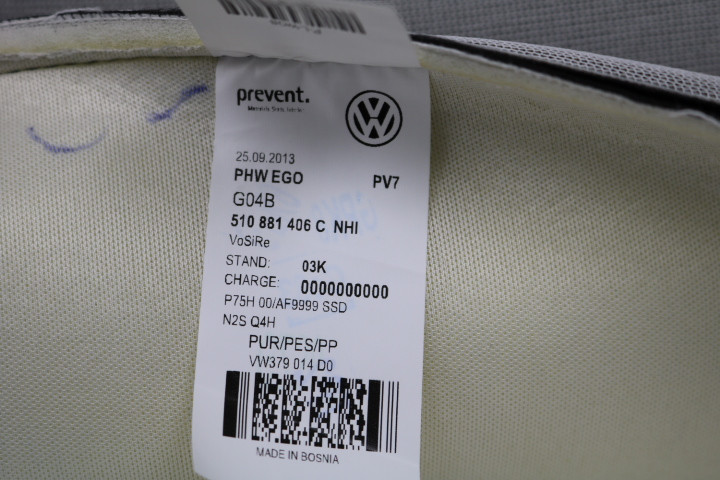 prevent.
25.09.2013
PHW EGO PV7
G04B
510 881 406 C NHI
VoSiRe
STAND: 03K
CHARGE: 0000000000
P75H 00/AF9999 SSD
N2S Q4H
PUR/PES/PP
VW379 014 D0
MADE IN BOSNIA